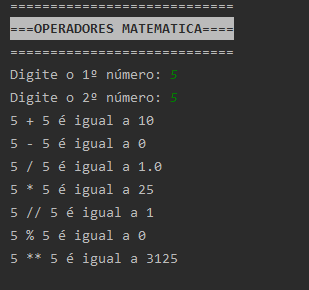 ============================
===OPERADORES MATEMATICA====
============================
Digite o 1º número: 5
Digite o 2º número: 5
5 + 5 é igual a 10
5 - 5 é igual a 0
5 / 5 é igual a 1.0
5 * 5 é igual a 25
5 // 5 é igual a 1
5 % 5 é igual a 0
5 ** 5 é igual a 3125